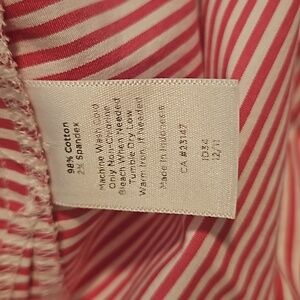 98% Cotton
2% Spandex
Machine Wash Cold
Only Non-Chlorine
Bleach When Needed
Tumble Dry Low
Warm Iron, If Needed
Made In Indonesia
CA #23147
1D34
12/11